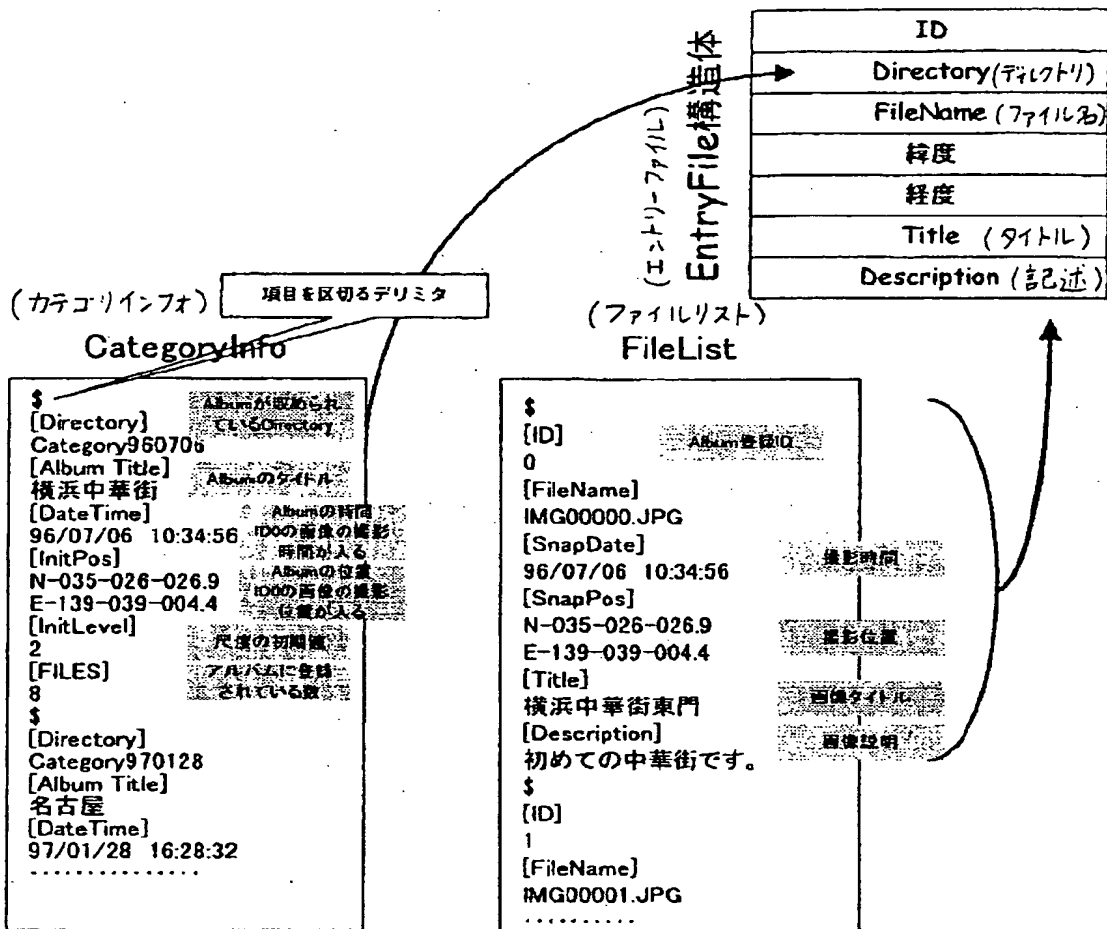 ID
Directory(ディレクトリ)
FileName (ファイル名)
緯度
経度
Title (タイトル)
Description (記述)
(エントリーファイル)
EntryFile構造体
(カテゴリインフォ)
項目を区切るデリミタ
CategoryInfo
$
[Directory]
Category960706
[Album Title]
横浜中華街
[DateTime]
96/07/06 10:34:56
[InitPos]
N-035-026-026.9
E-139-039-004.4
[InitLevel]
2
[FILES]
8
$
[Directory]
Category970128
[Album Title]
名古屋
[DateTime]
97/01/28 16:28:32
...............
Albumが収められ
ているDirectory
Albumのタイトル
Albumの時間
ID0の画像の撮影
時間が入る
Albumの位置
ID0の画像の撮影
位置が入る
尺度の初期値
アルバムに登録
されている数
(ファイルリスト)
FileList
$
[ID]
0
[FileName]
IMG00000.JPG
[SnapDate]
96/07/06 10:34:56
[SnapPos]
N-035-026-026.9
E-139-039-004.4
[Title]
横浜中華街東門
[Description]
初めての中華街です。
$
[ID]
1
[FileName]
IMG00001.JPG
..........
Album登録ID
撮影時間
撮影位置
画像タイトル
画像説明